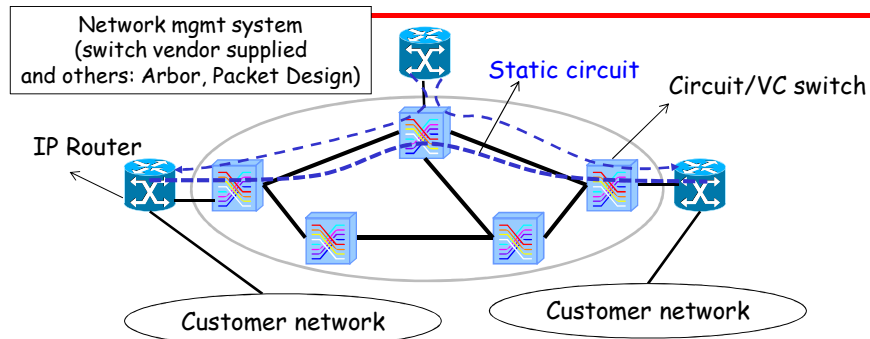 Network mgmt system
(switch vendor supplied
and others: Arbor, Packet Design)
Static circuit
Circuit/VC switch
IP Router
Customer network
Customer network